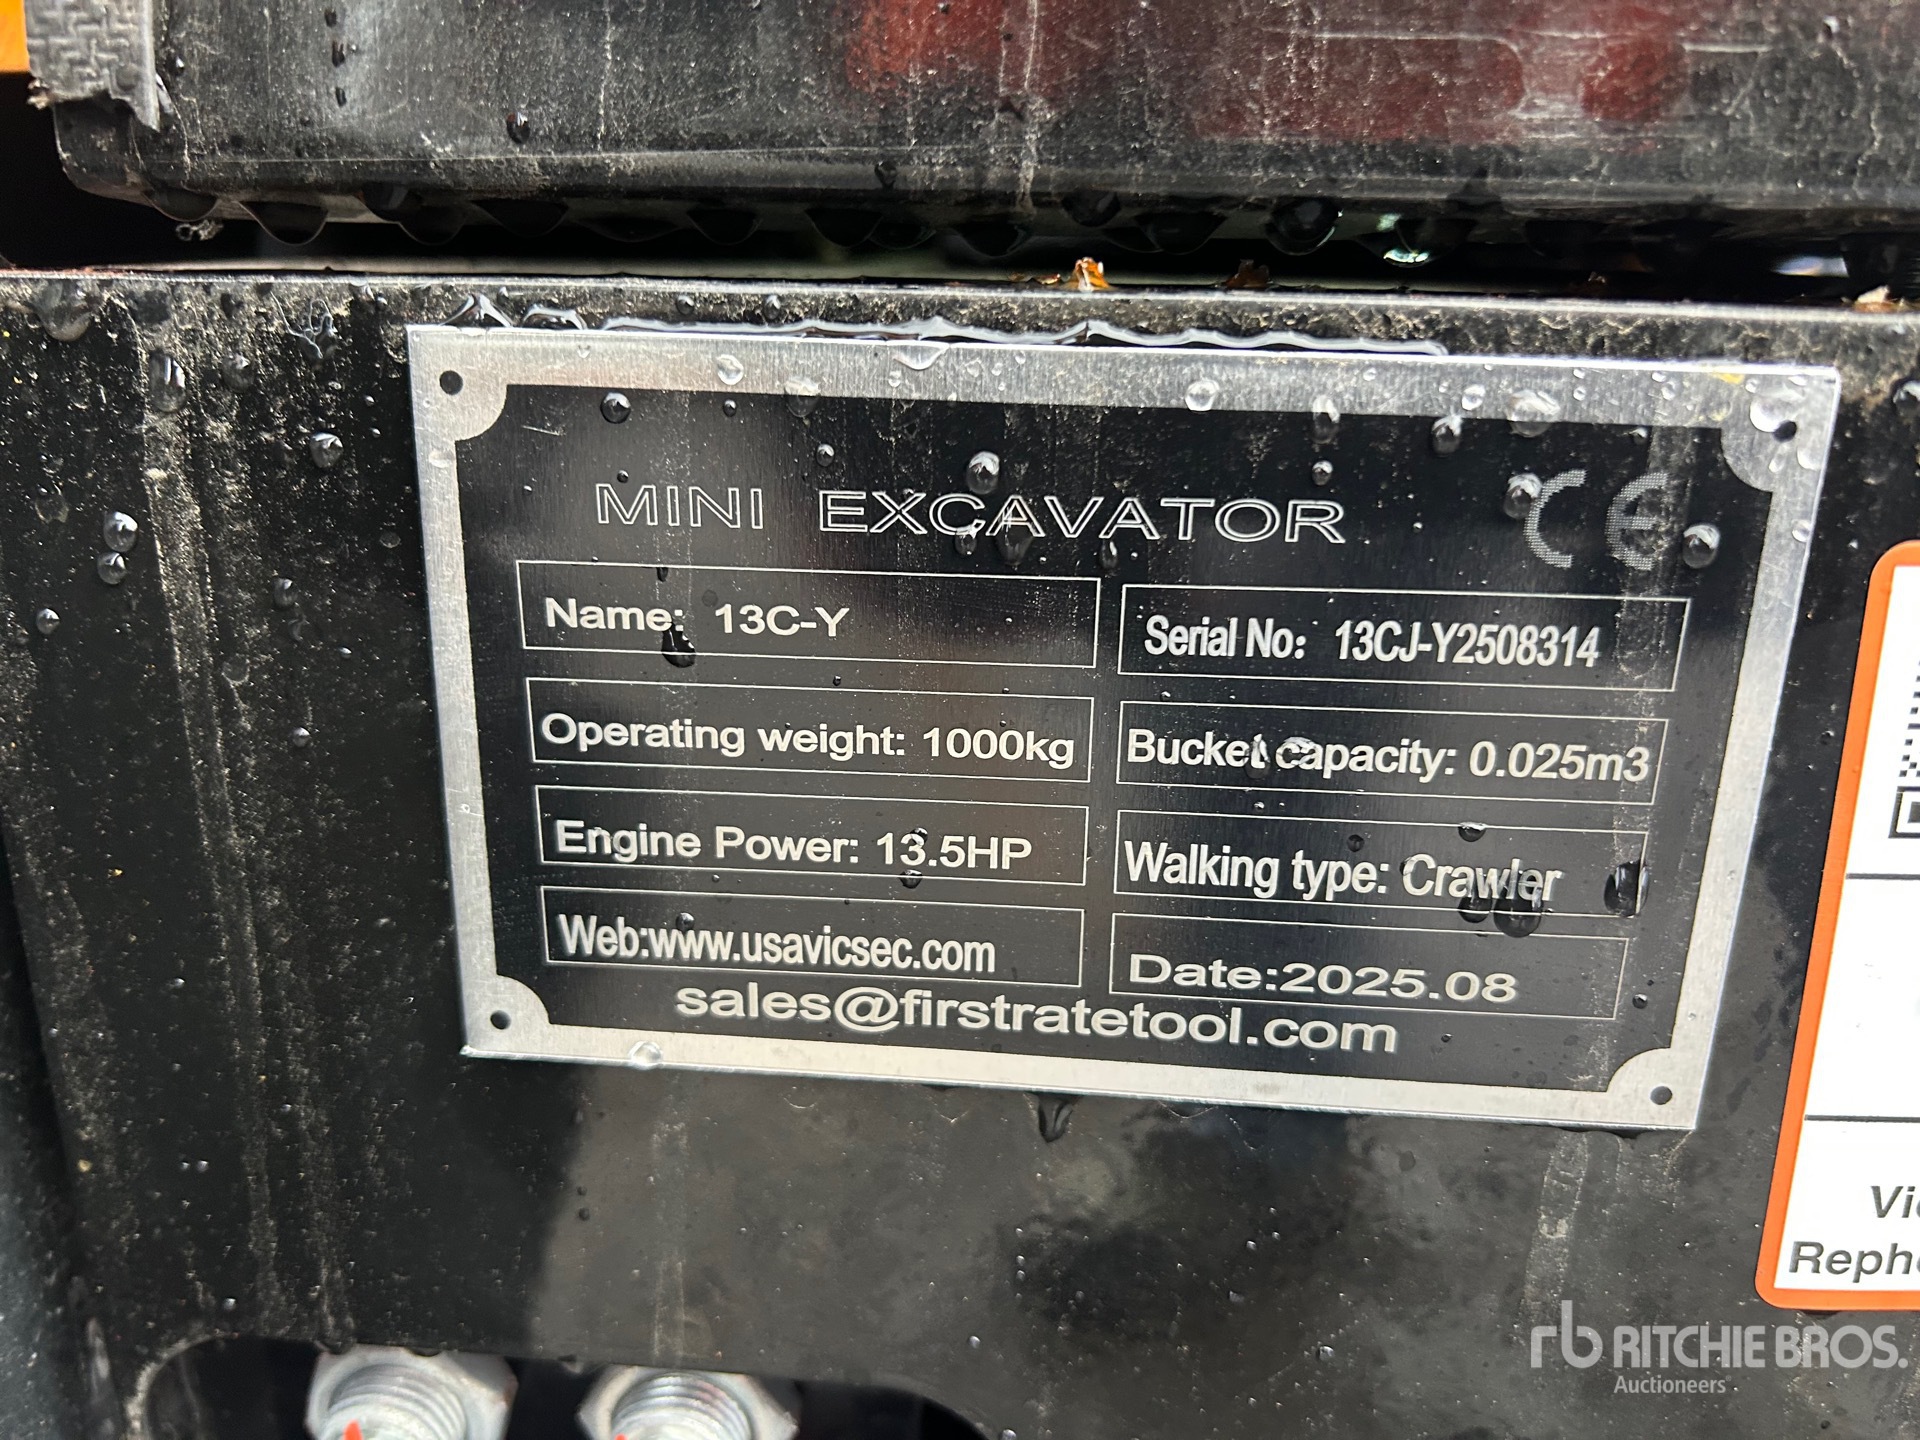 MINI EXCAVATOR CE
Name: 13C-Y
Serial No: 13CJ-Y2508314
Operating weight: 1000kg
Bucket capacity: 0.025m3
Engine Power: 13.5HP
Walking type: Crawler
Web:www.usavicsec.com
Date:2025.08
sales@firstratetool.com
rb RITCHIE BROS.
Auctioneers